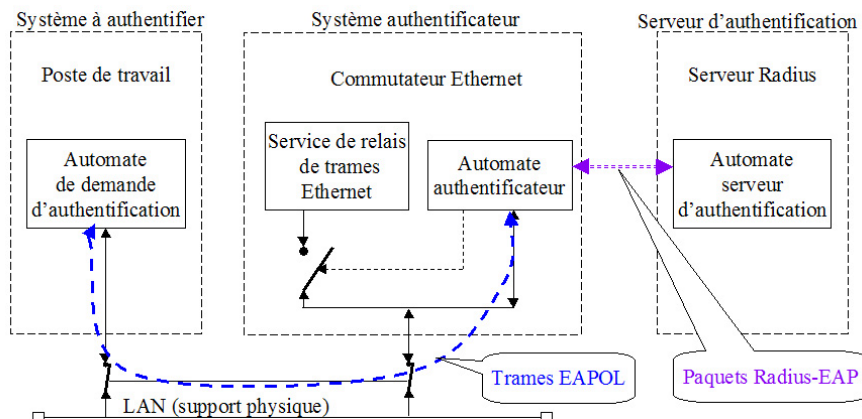 Système à authentifier
Système authentificateur
Serveur d'authentification
Poste de travail
Commutateur Ethernet
Serveur Radius
Automate
de demande
d'authentification
Service de relais
de trames
Ethernet
Automate
authentificateur
Automate
serveur
d'authentification
Trames EAPOL
Paquets Radius-EAP
LAN (support physique)